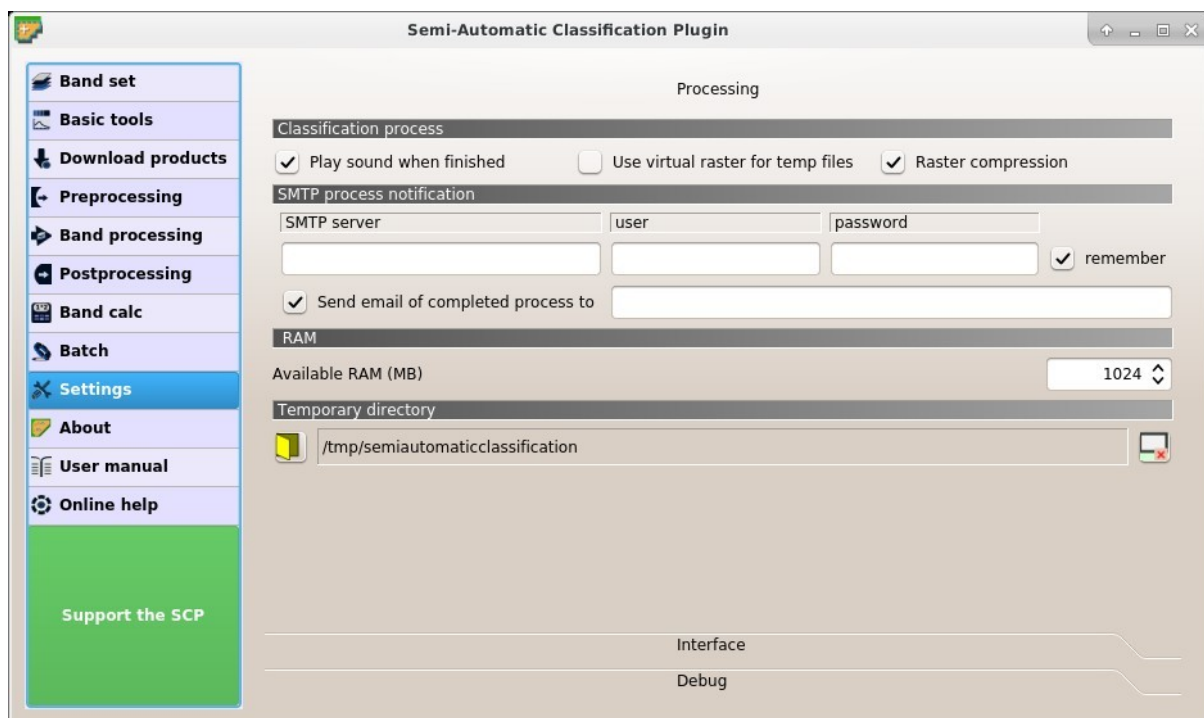 Semi-Automatic Classification Plugin
Band set
Basic tools
Download products
Preprocessing
Band processing
Postprocessing
Band calc
Batch
Settings
About
User manual
Online help
Support the SCP
Processing
Classification process
Play sound when finished Use virtual raster for temp files Raster compression
SMTP process notification
SMTP server user password
remember
Send email of completed process to
RAM
Available RAM (MB) 1024
Temporary directory
/tmp/semiautomaticclassification
Interface
Debug